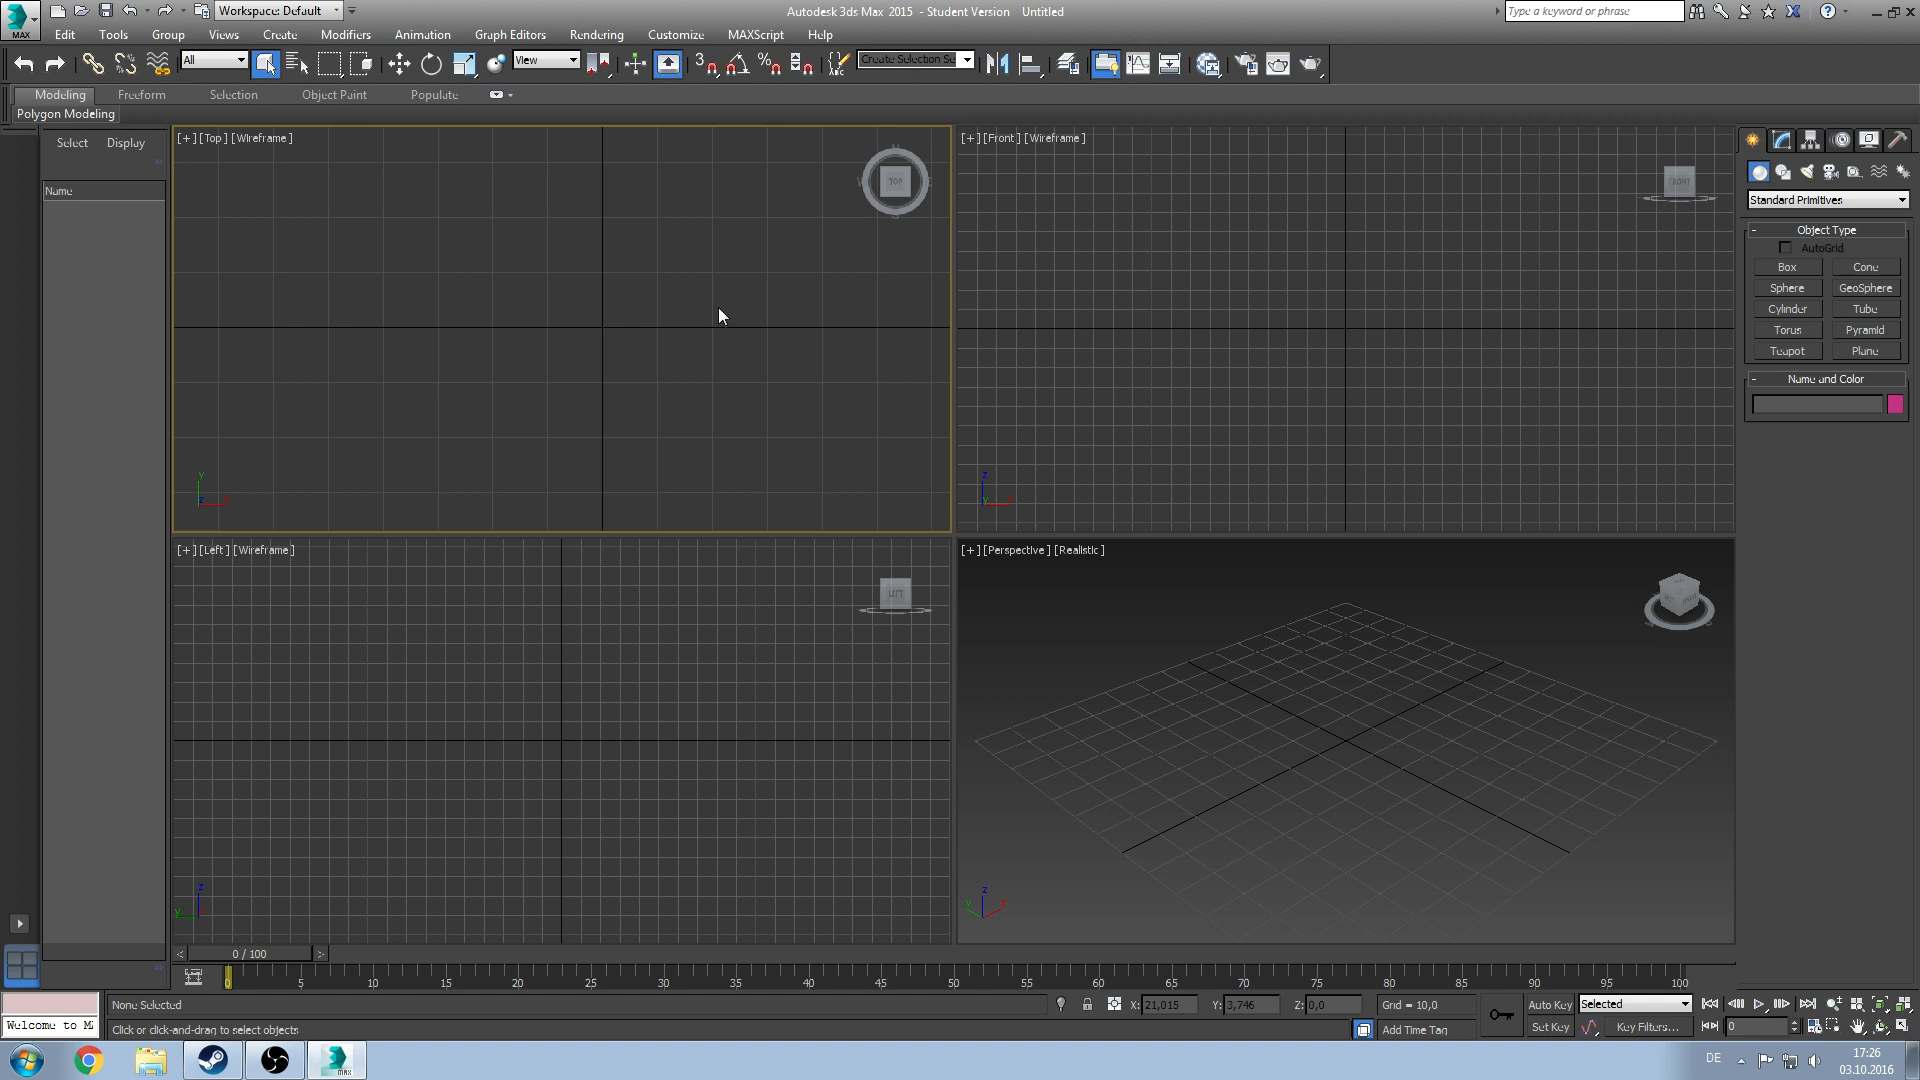 Workspace: Default
Autodesk 3ds Max 2015 - Student Version Untitled
Type a keyword or phrase
MAX
Edit Tools Group Views Create Modifiers Animation Graph Editors Rendering Customize MAXScript Help
All
View
3
Create Selection Se
Modeling Freeform Selection Object Paint Populate
Polygon Modeling
Select Display
Name
[+][Top][Wireframe]
TOP
[+][Front][Wireframe]
FRONT
[+][Left][Wireframe]
LEFT
[+][Perspective][Realistic]
Standard Primitives
- Object Type
AutoGrid
Box Cone
Sphere GeoSphere
Cylinder Tube
Torus Pyramid
Teapot Plane
- Name and Color
< 0 / 100 >
0 5 10 15 20 25 30 35 40 45 50 55 60 65 70 75 80 85 90 95 100
None Selected
X: 21,015 Y: 3,746 Z: 0,0 Grid = 10,0
Auto Key Selected
Welcome to M
Click or click-and-drag to select objects
Add Time Tag
Set Key Key Filters... 0
DE
17:26
03.10.2016